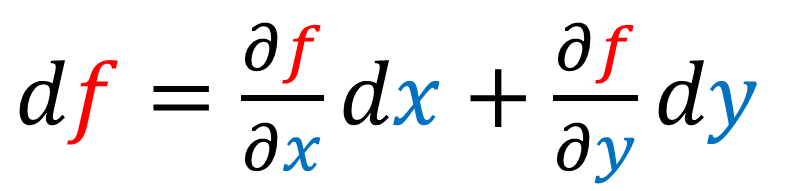 df = ∂f/∂x dx + ∂f/∂y dy